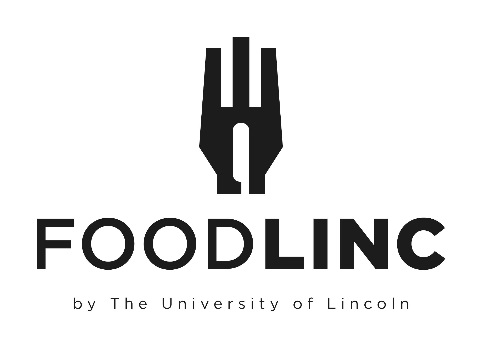 FOODLINC
by The University of Lincoln